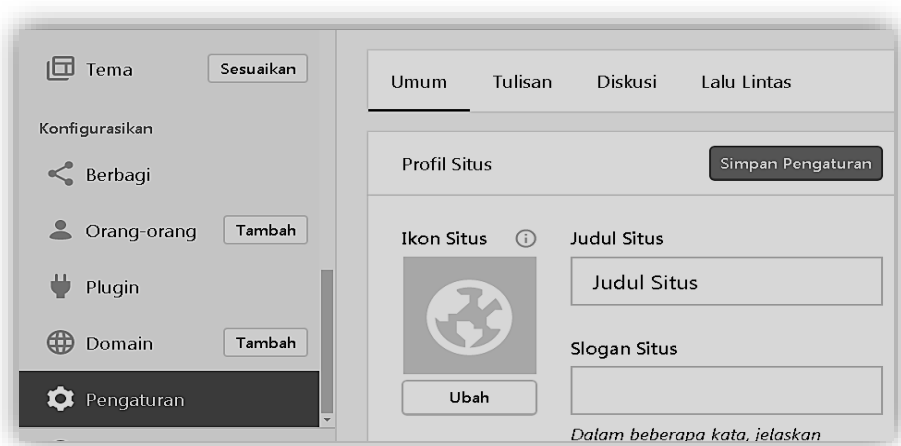 Tema
Sesuaikan
Konfigurasikan
Berbagi
Orang-orang
Tambah
Plugin
Domain
Tambah
Pengaturan
Umum
Tulisan
Diskusi
Lalu Lintas
Profil Situs
Simpan Pengaturan
Ikon Situs
Ubah
Judul Situs
Judul Situs
Slogan Situs
Dalam beberapa kata, jelaskan